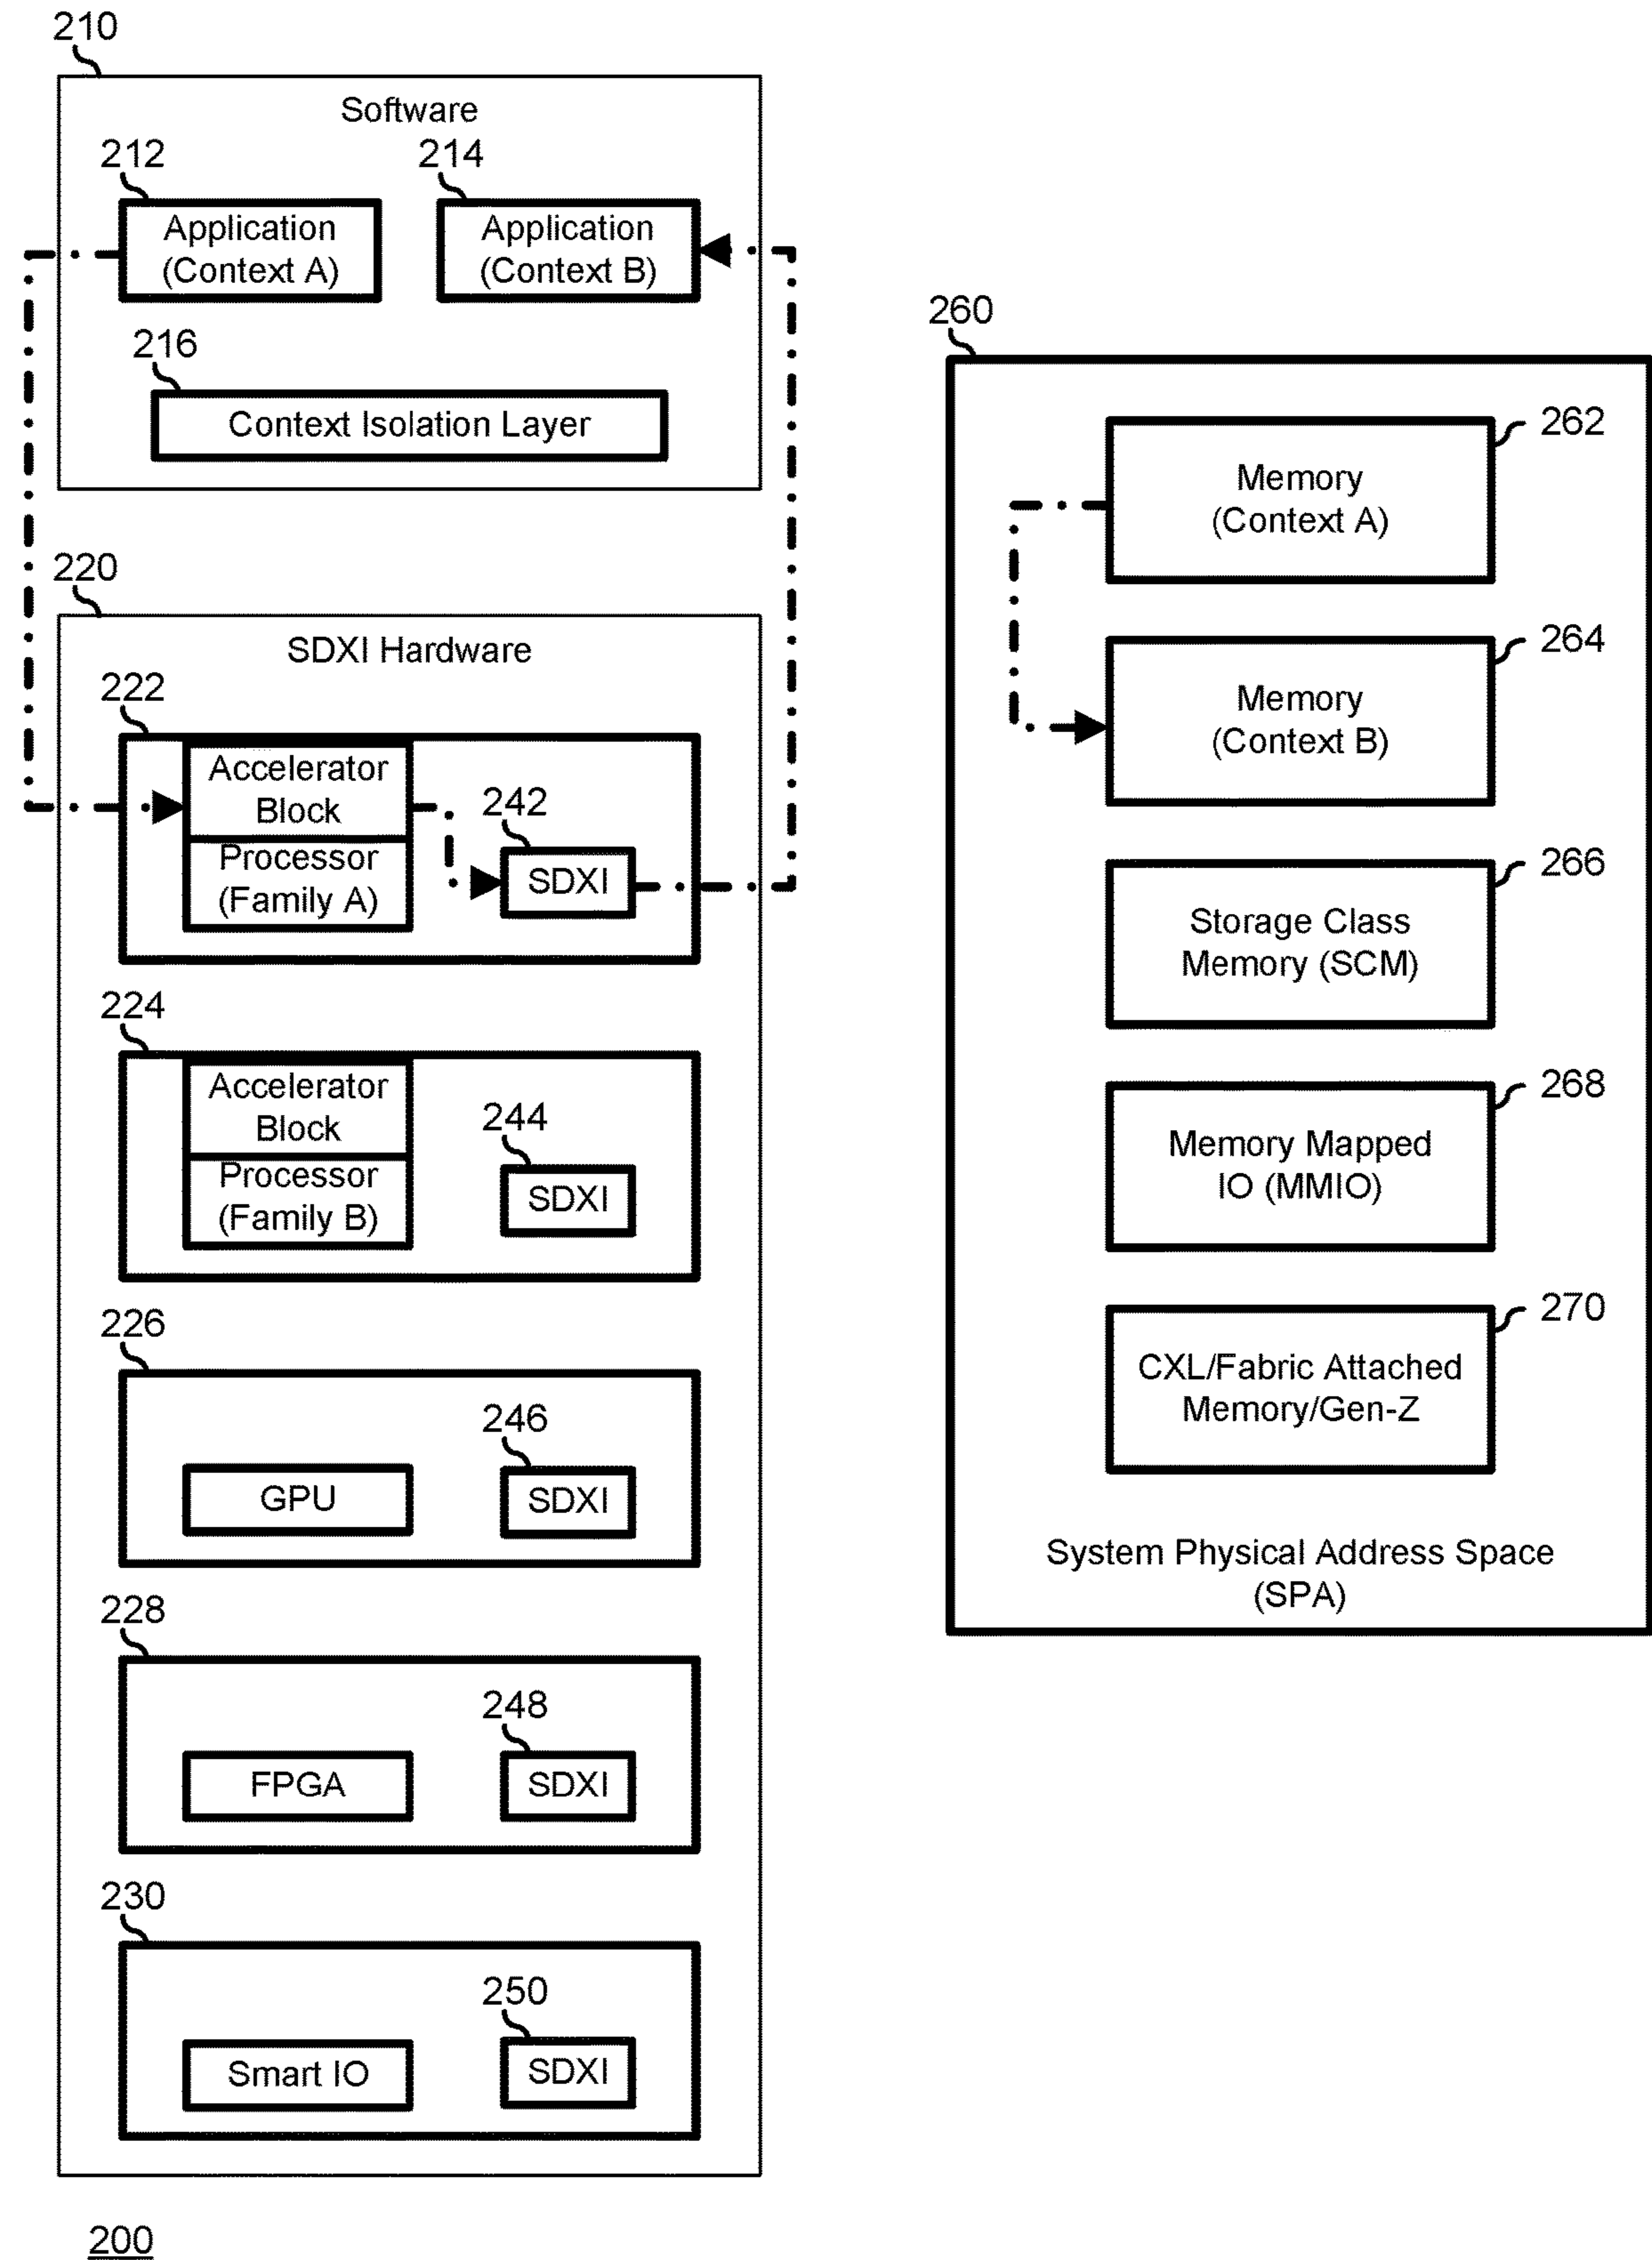 210
Software
212
214
Application
(Context A)
Application
(Context B)
216
Context Isolation Layer
220
SDXI Hardware
222
Accelerator
Block
Processor
(Family A)
242
SDXI
224
Accelerator
Block
Processor
(Family B)
244
SDXI
226
GPU
246
SDXI
228
FPGA
248
SDXI
230
Smart IO
250
SDXI
260
262
Memory
(Context A)
264
Memory
(Context B)
266
Storage Class
Memory (SCM)
268
Memory Mapped
IO (MMIO)
270
CXL/Fabric Attached
Memory/Gen-Z
System Physical Address Space
(SPA)
200